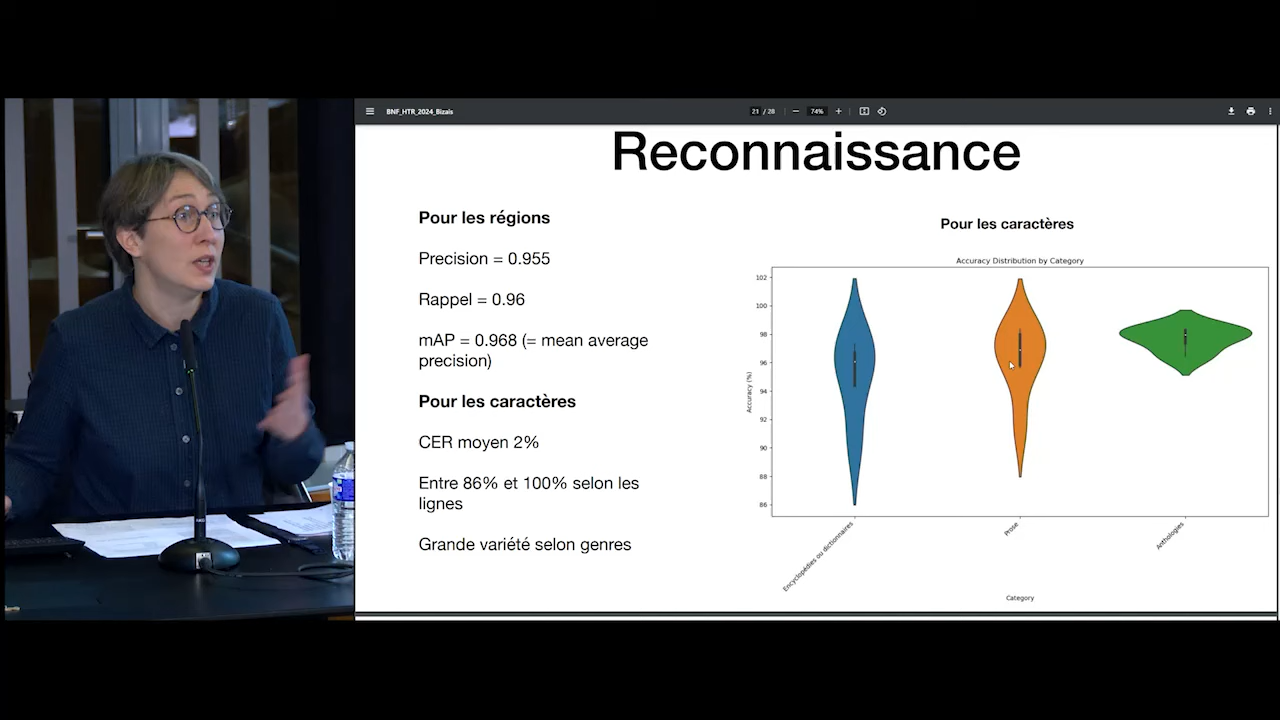 BNF_HTR_2024_Bizais
21 / 28
74%
Reconnaissance
Pour les régions
Precision = 0.955
Rappel = 0.96
mAP = 0.968 (= mean average
precision)
Pour les caractères
CER moyen 2%
Entre 86% et 100% selon les
lignes
Grande variété selon genres
Pour les caractères
Accuracy Distribution by Category
Accuracy (%)
102
100
98
96
94
92
90
88
86
Encyclopédies ou dictionnaires
Prose
Anthologies
Category